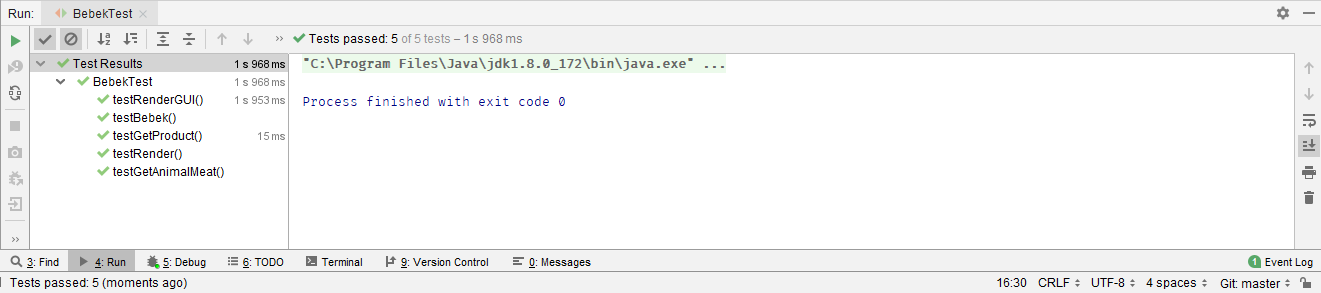 Run: BebekTest
Tests passed: 5 of 5 tests – 1 s 968 ms
Test Results 1 s 968 ms
BebekTest 1 s 968 ms
testRenderGUI() 1 s 953 ms
testBebek()
testGetProduct() 15 ms
testRender()
testGetAnimalMeat()
"C:\Program Files\Java\jdk1.8.0_172\bin\java.exe" ...
Process finished with exit code 0
3: Find 4: Run 5: Debug 6: TODO Terminal 9: Version Control 0: Messages 1 Event Log
Tests passed: 5 (moments ago) 16:30 CRLF UTF-8 4 spaces Git: master